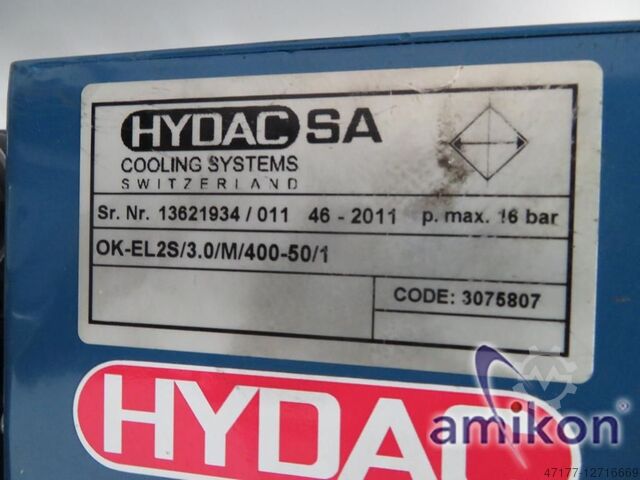 HYDAC SA
COOLING SYSTEMS
SWITZERLAND
Sr. Nr. 13621934 / 011 46 - 2011 p. max. 16 bar
OK-EL2S/3.0/M/400-50/1
CODE: 3075807
HYDAC
amikon
47177-12716669